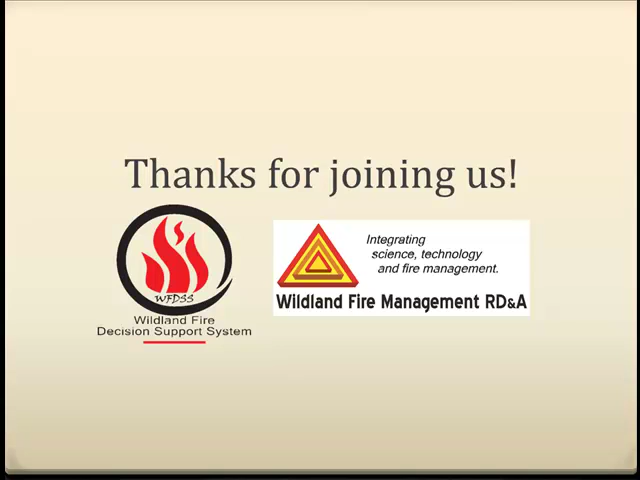 Thanks for joining us!
WFDSS
Wildland Fire
Decision Support System
Integrating
science, technology
and fire management.
Wildland Fire Management RD&A